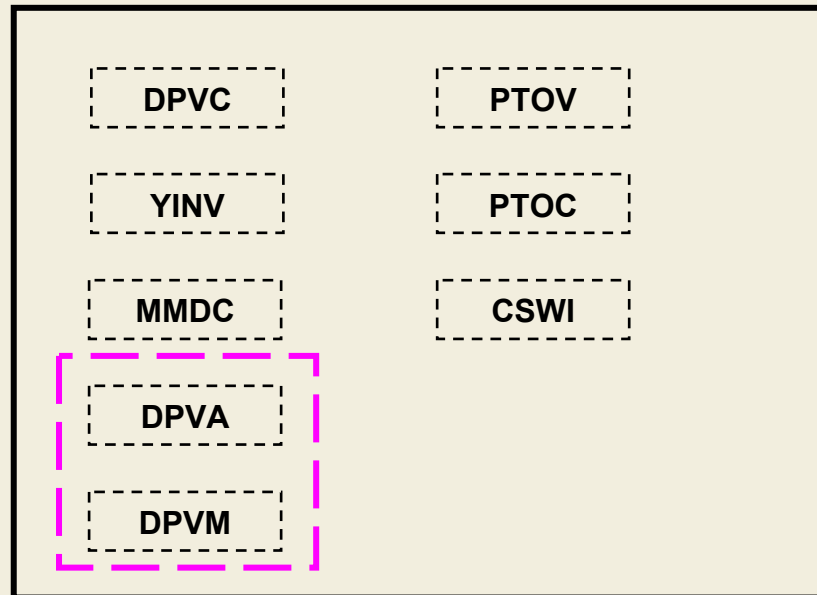 DPVC
YINV
MMDC
DPVA
DPVM
PTOV
PTOC
CSWI